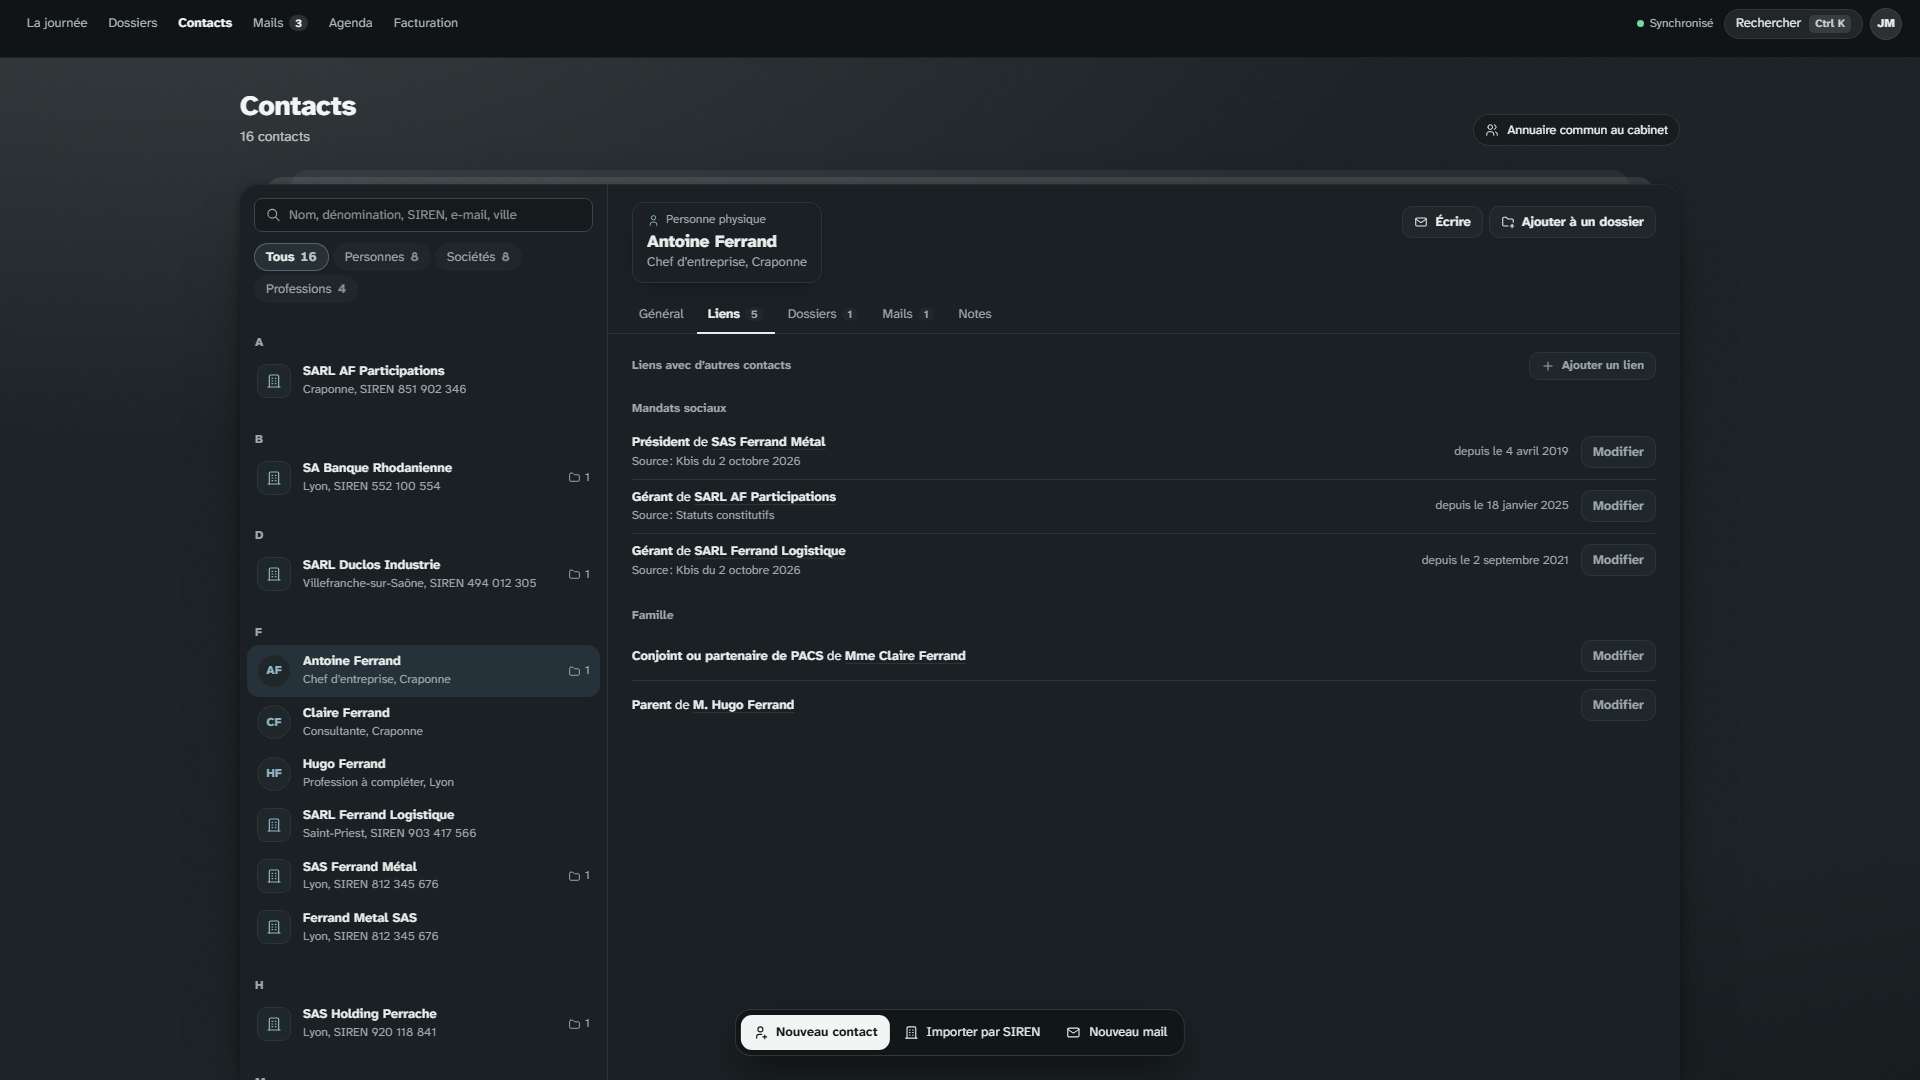 La journée
Dossiers
Contacts
Mails 3
Agenda
Facturation
Synchronisé
Rechercher Ctrl K
JM
Contacts
16 contacts
Annuaire commun au cabinet
Nom, dénomination, SIREN, e-mail, ville
Tous 16
Personnes 8
Sociétés 8
Professions 4
A
SARL AF Participations
Craponne, SIREN 851 902 346
B
SA Banque Rhodanienne
Lyon, SIREN 552 100 554
1
D
SARL Duclos Industrie
Villefranche-sur-Saône, SIREN 494 012 305
1
F
AF
Antoine Ferrand
Chef d'entreprise, Craponne
1
CF
Claire Ferrand
Consultante, Craponne
HF
Hugo Ferrand
Profession à compléter, Lyon
SARL Ferrand Logistique
Saint-Priest, SIREN 903 417 566
SAS Ferrand Métal
Lyon, SIREN 812 345 676
1
Ferrand Metal SAS
Lyon, SIREN 812 345 676
H
SAS Holding Perrache
Lyon, SIREN 920 118 841
1
Personne physique
Antoine Ferrand
Chef d'entreprise, Craponne
Écrire
Ajouter à un dossier
Général
Liens 5
Dossiers 1
Mails 1
Notes
Liens avec d'autres contacts
Ajouter un lien
Mandats sociaux
Président de SAS Ferrand Métal
Source : Kbis du 2 octobre 2026
depuis le 4 avril 2019
Modifier
Gérant de SARL AF Participations
Source : Statuts constitutifs
depuis le 18 janvier 2025
Modifier
Gérant de SARL Ferrand Logistique
Source : Kbis du 2 octobre 2026
depuis le 2 septembre 2021
Modifier
Famille
Conjoint ou partenaire de PACS de Mme Claire Ferrand
Modifier
Parent de M. Hugo Ferrand
Modifier
Nouveau contact
Importer par SIREN
Nouveau mail